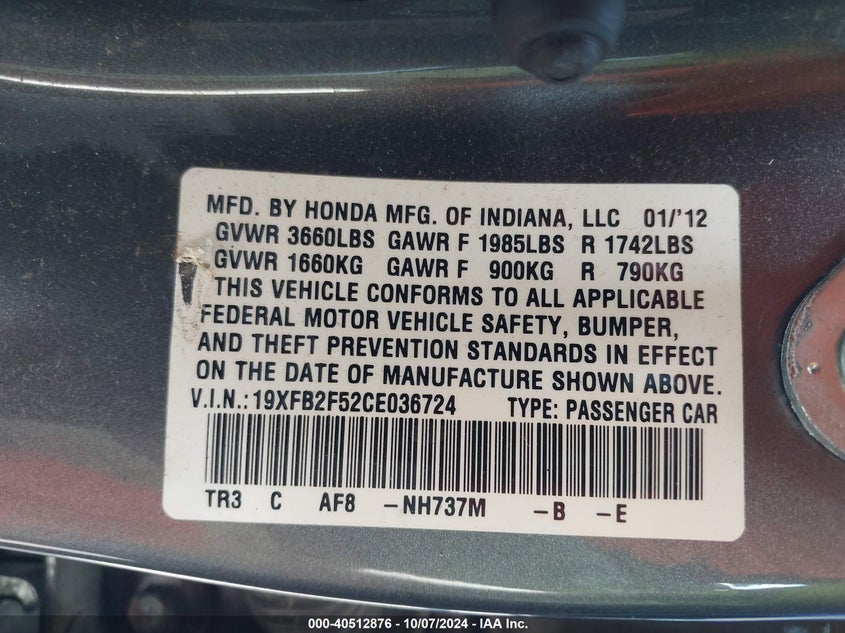 MFD. BY HONDA MFG. OF INDIANA, LLC 01/'12
GVWR 3660LBS GAWR F 1985LBS R 1742LBS
GVWR 1660KG GAWR F 900KG R 790KG
THIS VEHICLE CONFORMS TO ALL APPLICABLE
FEDERAL MOTOR VEHICLE SAFETY, BUMPER,
AND THEFT PREVENTION STANDARDS IN EFFECT
ON THE DATE OF MANUFACTURE SHOWN ABOVE.
V.I.N.: 19XFB2F52CE036724 TYPE: PASSENGER CAR
TR3 C AF8 -NH737M -B -E
000-40512876 - 10/07/2024 - IAA Inc.